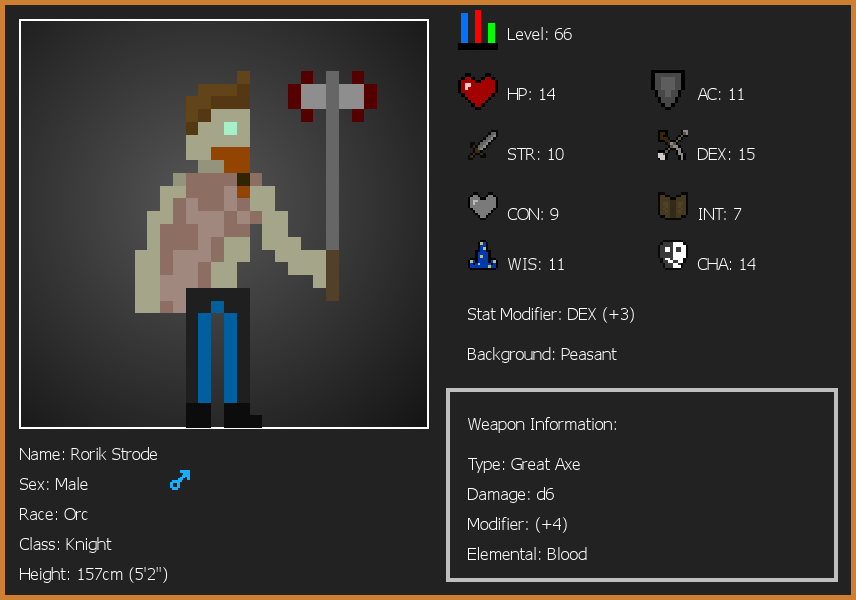 Level: 66
HP: 14
AC: 11
STR: 10
DEX: 15
CON: 9
INT: 7
WIS: 11
CHA: 14
Stat Modifier: DEX (+3)
Background: Peasant
Weapon Information:
Type: Great Axe
Damage: d6
Modifier: (+4)
Elemental: Blood
Name: Rorik Strode
Sex: Male
Race: Orc
Class: Knight
Height: 157cm (5'2")